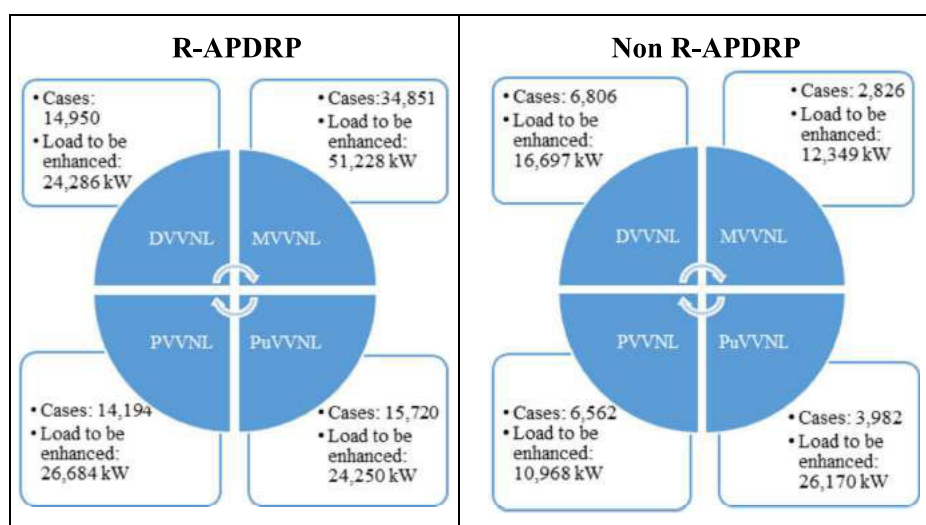 R-APDRP
• Cases:
14,950
• Load to be
enhanced:
24,286 kW
• Cases:34,851
• Load to be
enhanced:
51,228 kW
DVVNL
MVVNL
PVVNL
PuVVNL
• Cases: 14,194
• Load to be
enhanced:
26,684 kW
• Cases: 15,720
• Load to be
enhanced:
24,250 kW
Non R-APDRP
• Cases: 6,806
• Load to be
enhanced:
16,697 kW
• Cases: 2,826
• Load to be
enhanced:
12,349 kW
DVVNL
MVVNL
PVVNL
PuVVNL
• Cases: 6,562
• Load to be
enhanced:
10,968 kW
• Cases: 3,982
• Load to be
enhanced:
26,170 kW